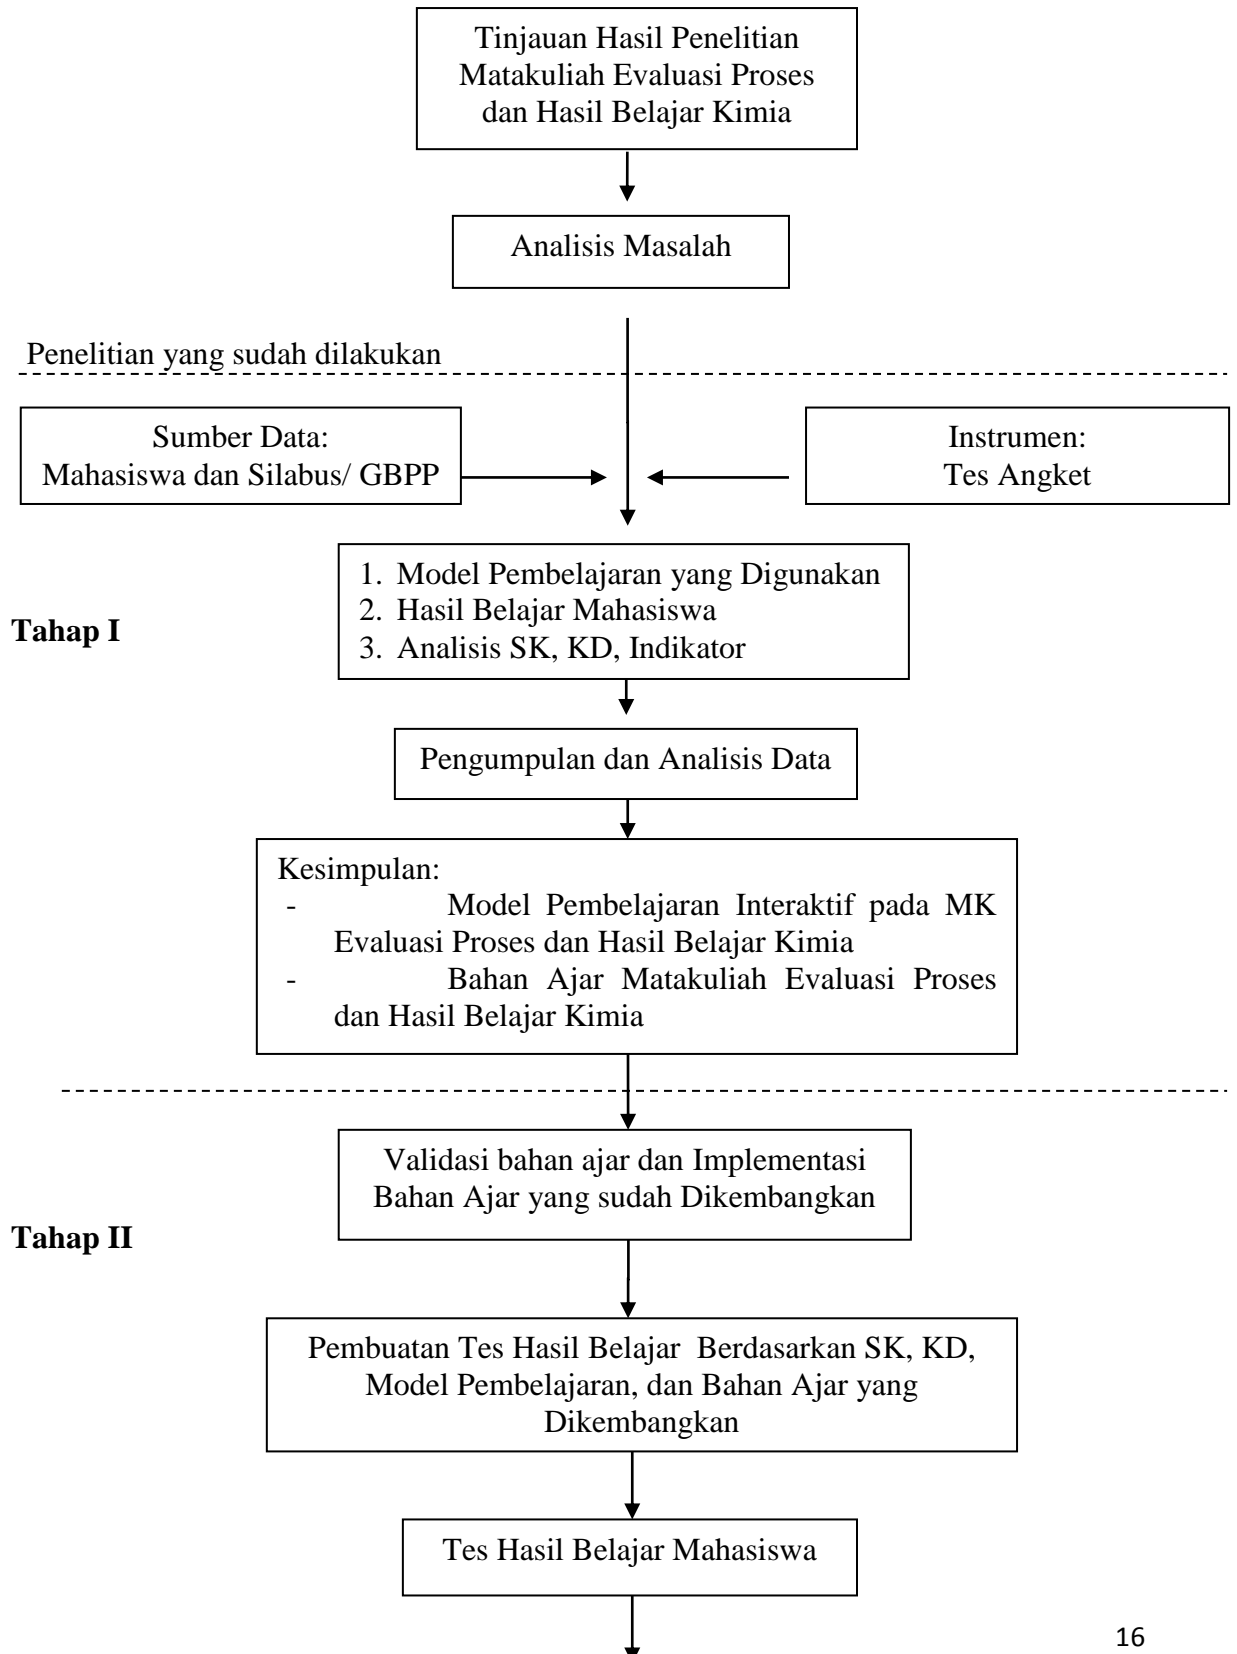 Tinjauan Hasil Penelitian
Matakuliah Evaluasi Proses
dan Hasil Belajar Kimia
Analisis Masalah
Penelitian yang sudah dilakukan
Sumber Data:
Mahasiswa dan Silabus/ GBPP
Instrumen:
Tes Angket
1. Model Pembelajaran yang Digunakan
2. Hasil Belajar Mahasiswa
3. Analisis SK, KD, Indikator
Tahap I
Pengumpulan dan Analisis Data
Kesimpulan:
- Model Pembelajaran Interaktif pada MK
Evaluasi Proses dan Hasil Belajar Kimia
- Bahan Ajar Matakuliah Evaluasi Proses
dan Hasil Belajar Kimia
Validasi bahan ajar dan Implementasi
Bahan Ajar yang sudah Dikembangkan
Tahap II
Pembuatan Tes Hasil Belajar Berdasarkan SK, KD,
Model Pembelajaran, dan Bahan Ajar yang
Dikembangkan
Tes Hasil Belajar Mahasiswa
16